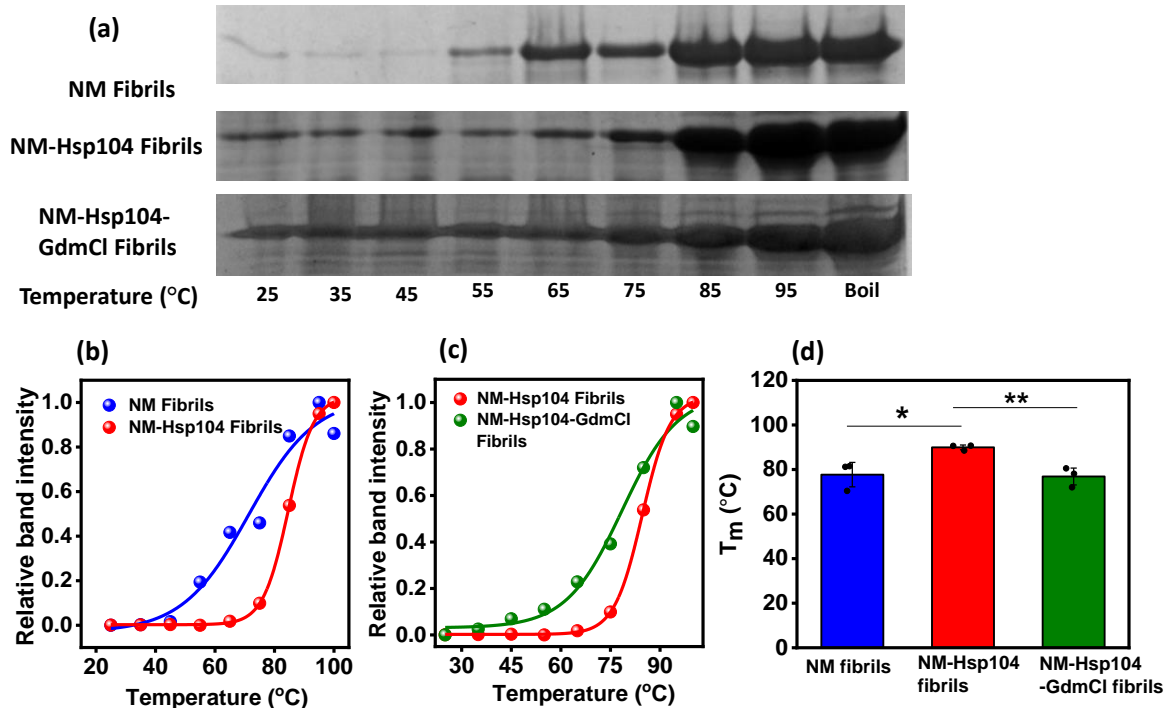 (a)
NM Fibrils
NM-Hsp104 Fibrils
NM-Hsp104-
GdmCl Fibrils
Temperature (°C) 25 35 45 55 65 75 85 95 Boil
(b)
Relative band intensity
1.0
0.8
0.6
0.4
0.2
0.0
NM Fibrils
NM-Hsp104 Fibrils
20 40 60 80 100
Temperature (°C)
(c)
Relative band intensity
1.0
0.8
0.6
0.4
0.2
0.0
NM-Hsp104 Fibrils
NM-Hsp104-GdmCl
Fibrils
30 45 60 75 90
Temperature (°C)
(d)
Tm (°C)
120
100
80
60
40
20
0
* **
NM fibrils
NM-Hsp104
fibrils
NM-Hsp104
-GdmCl fibrils